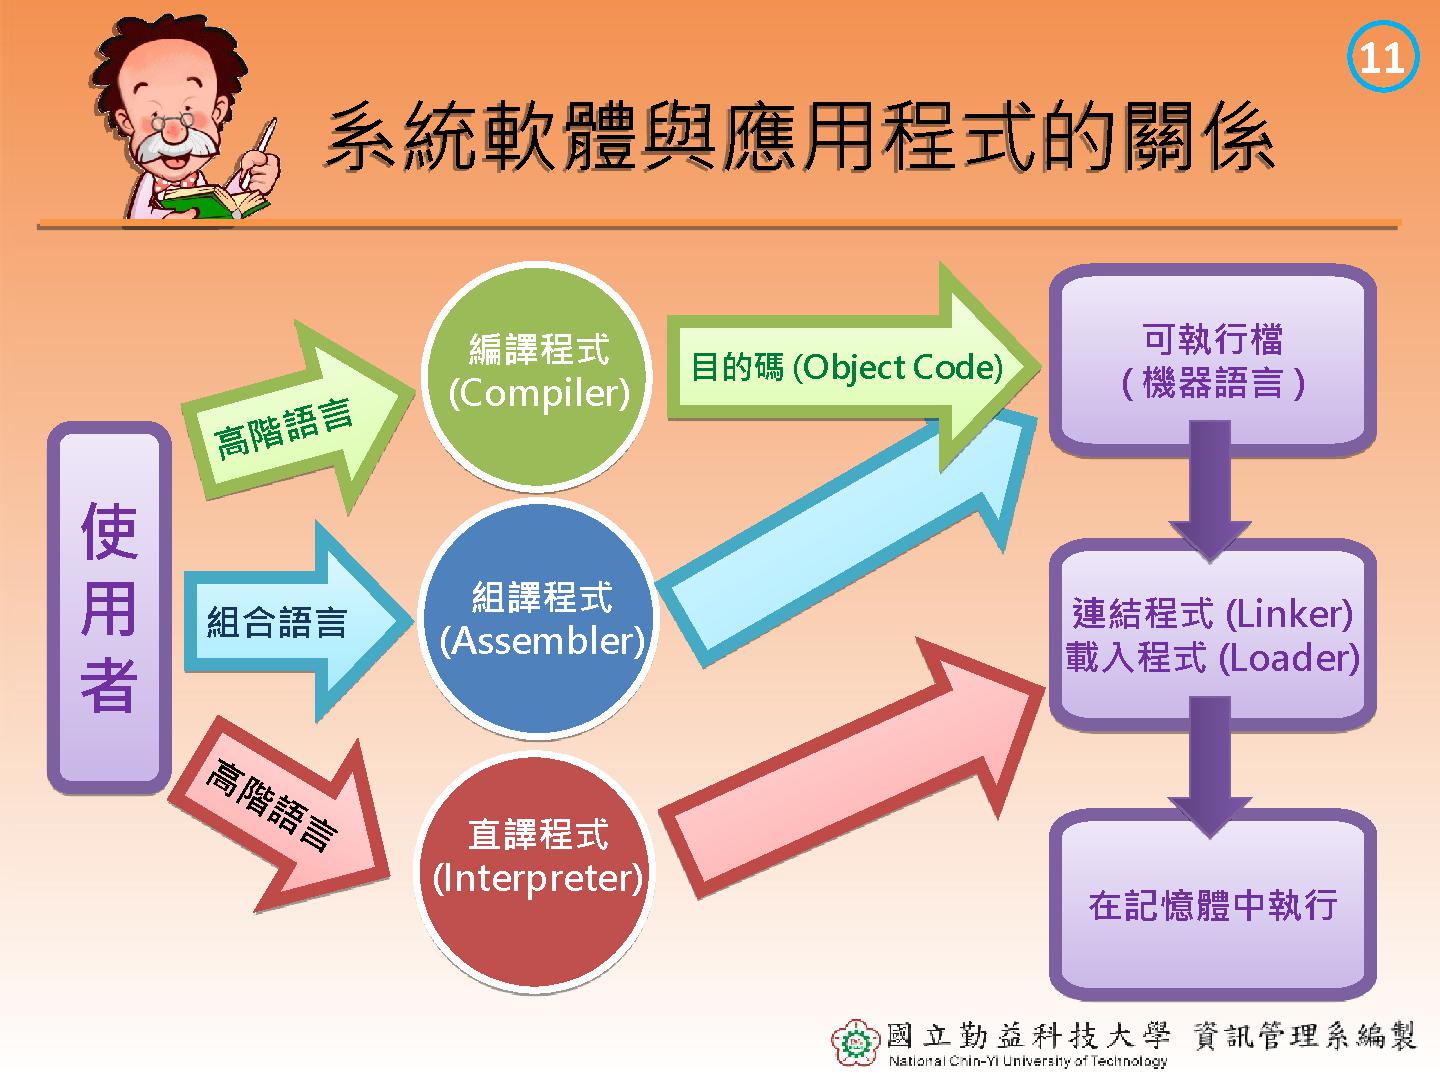 11
系統軟體與應用程式的關係
使
用
者
高階語言
組合語言
高階語言
編譯程式
(Compiler)
組譯程式
(Assembler)
直譯程式
(Interpreter)
目的碼 (Object Code)
可執行檔
( 機器語言 )
連結程式 (Linker)
載入程式 (Loader)
在記憶體中執行
國立勤益科技大學 資訊管理系編製
National Chin-Yi University of Technology